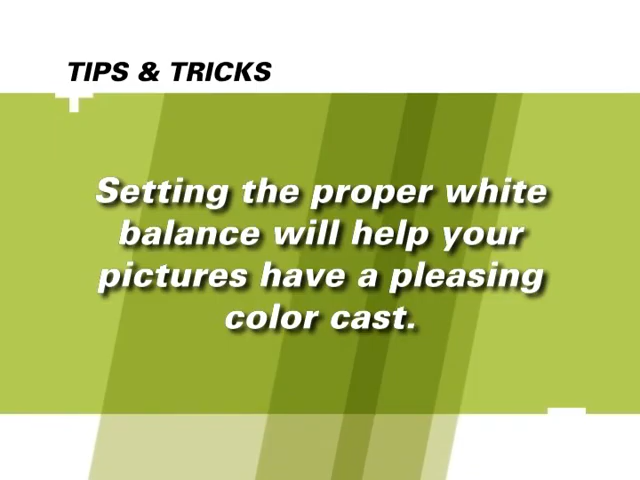 TIPS & TRICKS
Setting the proper white
balance will help your
pictures have a pleasing
color cast.